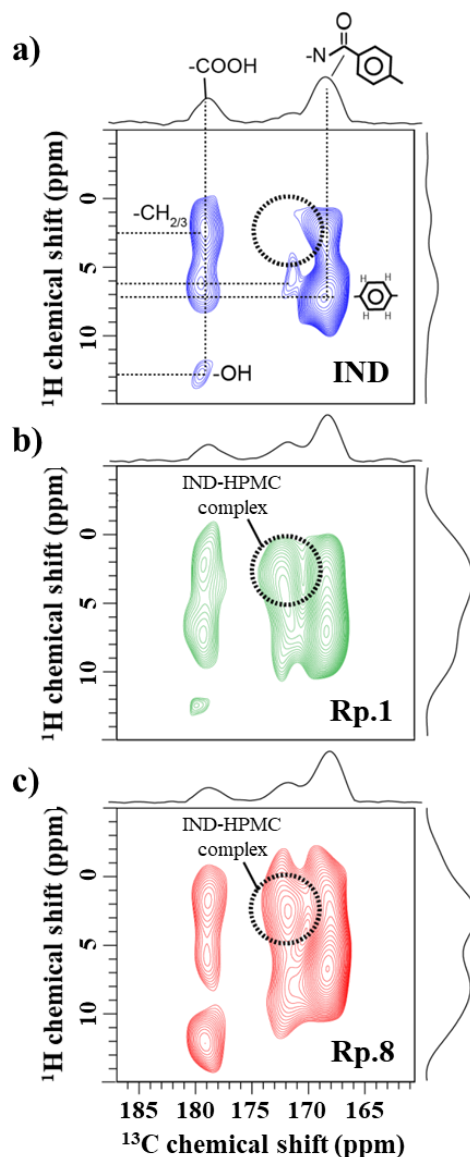 a)
-COOH
O
-N
C
¹H chemical shift (ppm)
0
5
10
-CH2/3
H H
H H
-OH
IND
b)
¹H chemical shift (ppm)
0
5
10
IND-HPMC
complex
Rp.1
c)
¹H chemical shift (ppm)
0
5
10
IND-HPMC
complex
Rp.8
185 180 175 170 165
¹³C chemical shift (ppm)